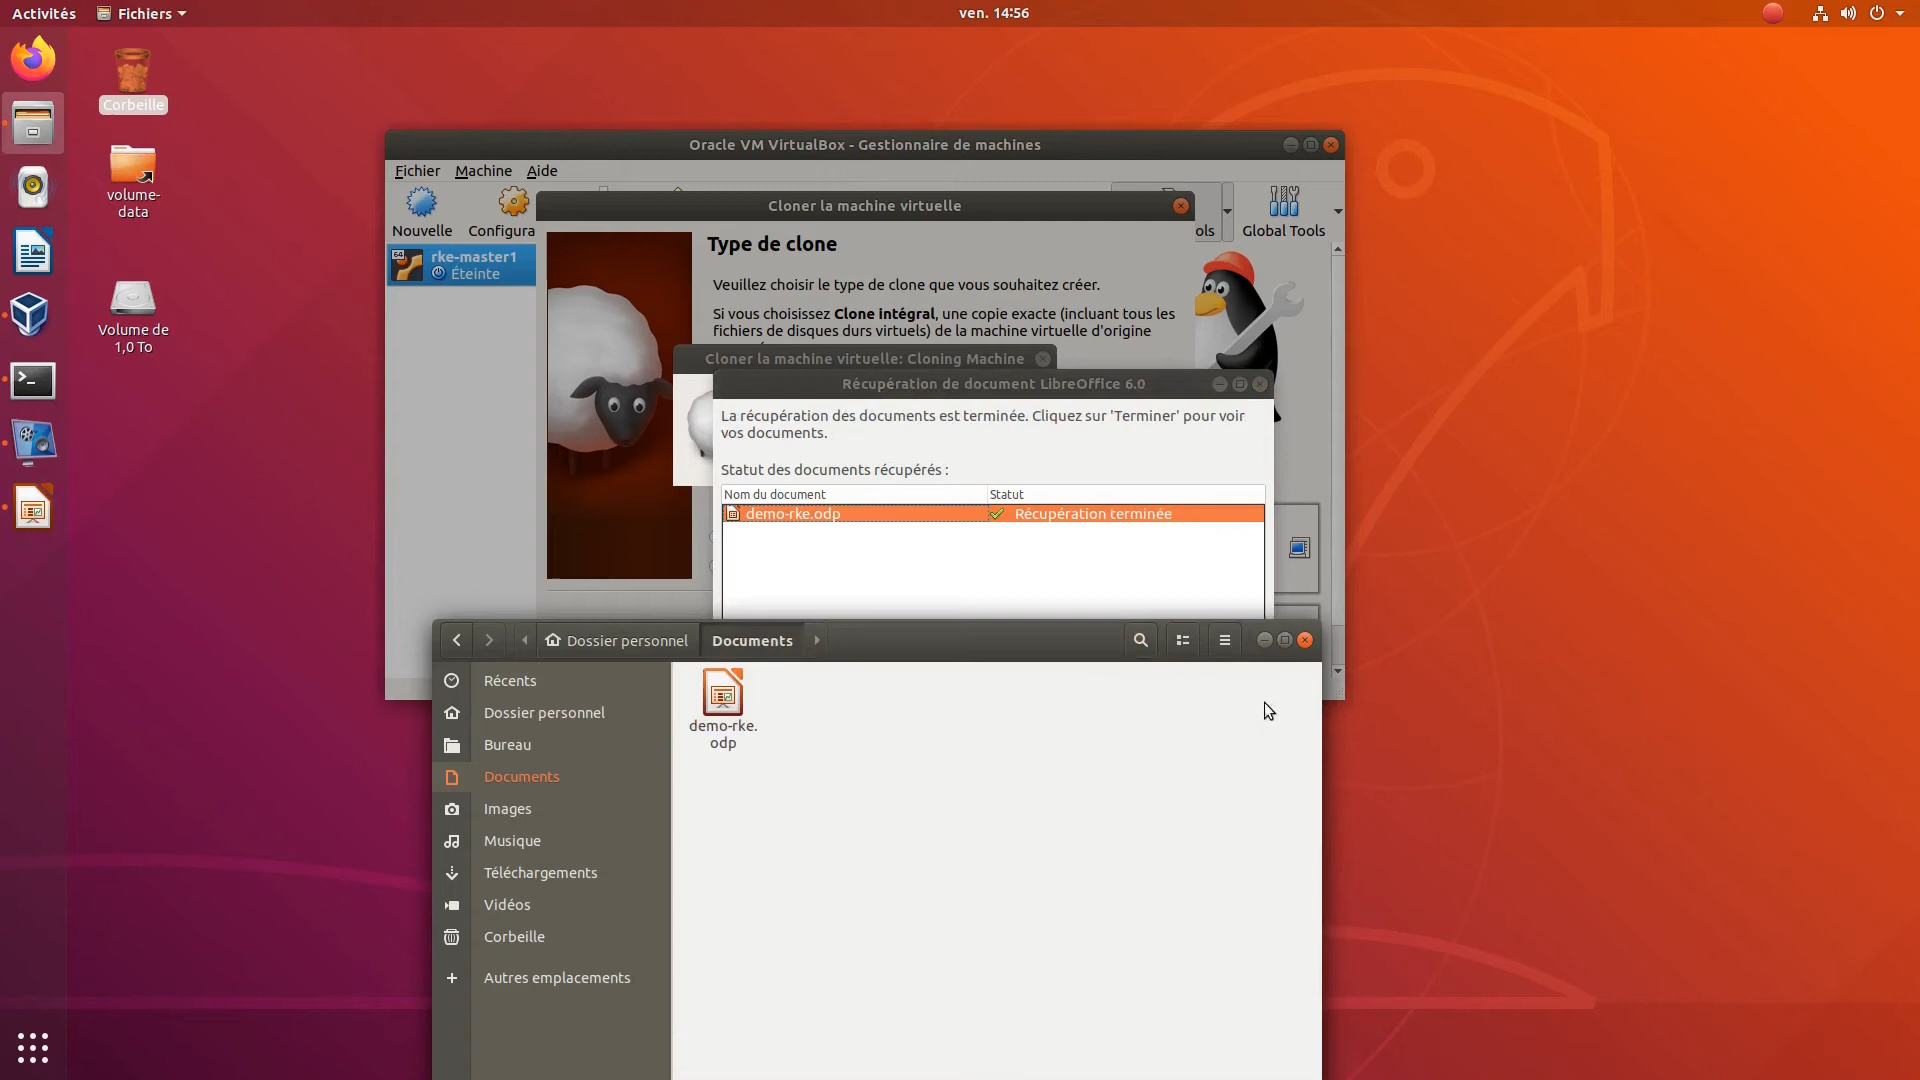 Activités
Fichiers
ven. 14:56
Corbeille
volume-
data
Volume de
1,0 To
Oracle VM VirtualBox - Gestionnaire de machines
Fichier Machine Aide
Nouvelle
Configura
ols
Global Tools
64
rke-master1
Éteinte
Cloner la machine virtuelle
Type de clone
Veuillez choisir le type de clone que vous souhaitez créer.
Si vous choisissez Clone intégral, une copie exacte (incluant tous les
fichiers de disques durs virtuels) de la machine virtuelle d'origine
Cloner la machine virtuelle: Cloning Machine
Récupération de document LibreOffice 6.0
La récupération des documents est terminée. Cliquez sur 'Terminer' pour voir
vos documents.
Statut des documents récupérés :
Nom du document Statut
demo-rke.odp Récupération terminée
Dossier personnel
Documents
Récents
Dossier personnel
Bureau
Documents
Images
Musique
Téléchargements
Vidéos
Corbeille
Autres emplacements
demo-rke.
odp